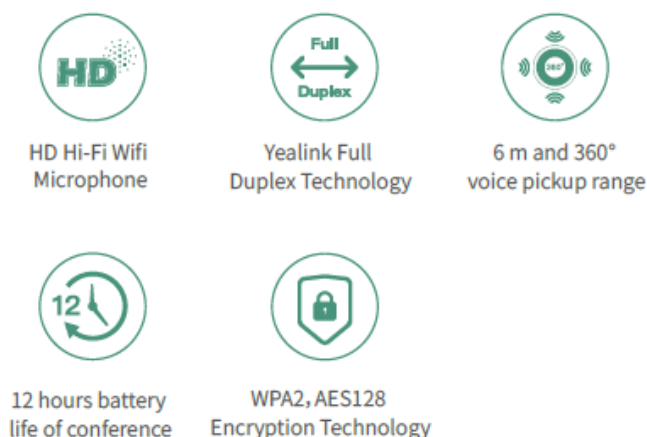 HD
Full
Duplex
360°
HD Hi-Fi Wifi
Microphone
Yealink Full
Duplex Technology
6 m and 360°
voice pickup range
12
12 hours battery
life of conference
WPA2, AES128
Encryption Technology